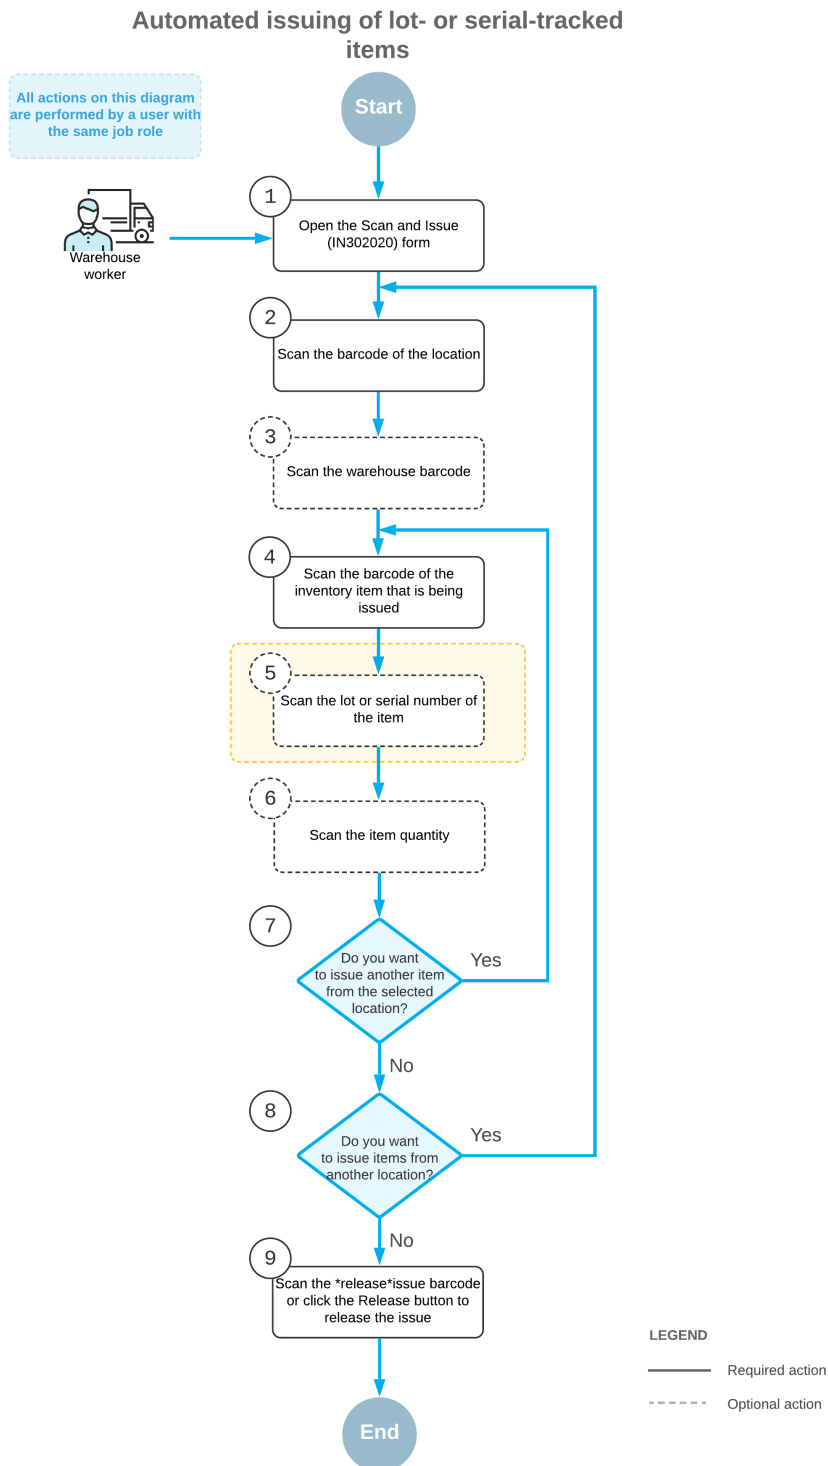 Automated issuing of lot- or serial-tracked
items
All actions on this diagram
are performed by a user with
the same job role
Start
1
Open the Scan and Issue
(IN302020) form
Warehouse
worker
2
Scan the barcode of the location
3
Scan the warehouse barcode
4
Scan the barcode of the
inventory item that is being
issued
5
Scan the lot or serial number of
the item
6
Scan the item quantity
7
Do you want
to issue another item
from the selected
location?
Yes
No
8
Do you want
to issue items from
another location?
Yes
No
9
Scan the *release*issue barcode
or click the Release button to
release the issue
End
LEGEND
Required action
Optional action